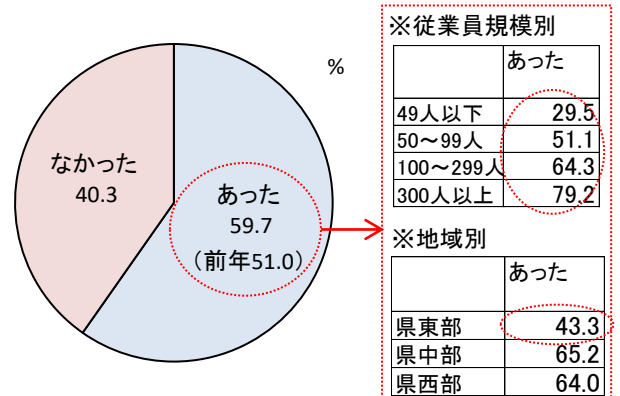 %
なかった
40.3
あった
59.7
（前年51.0）
※従業員規模別
あった
49人以下 29.5
50～99人 51.1
100～299人 64.3
300人以上 79.2
※地域別
あった
県東部 43.3
県中部 65.2
県西部 64.0